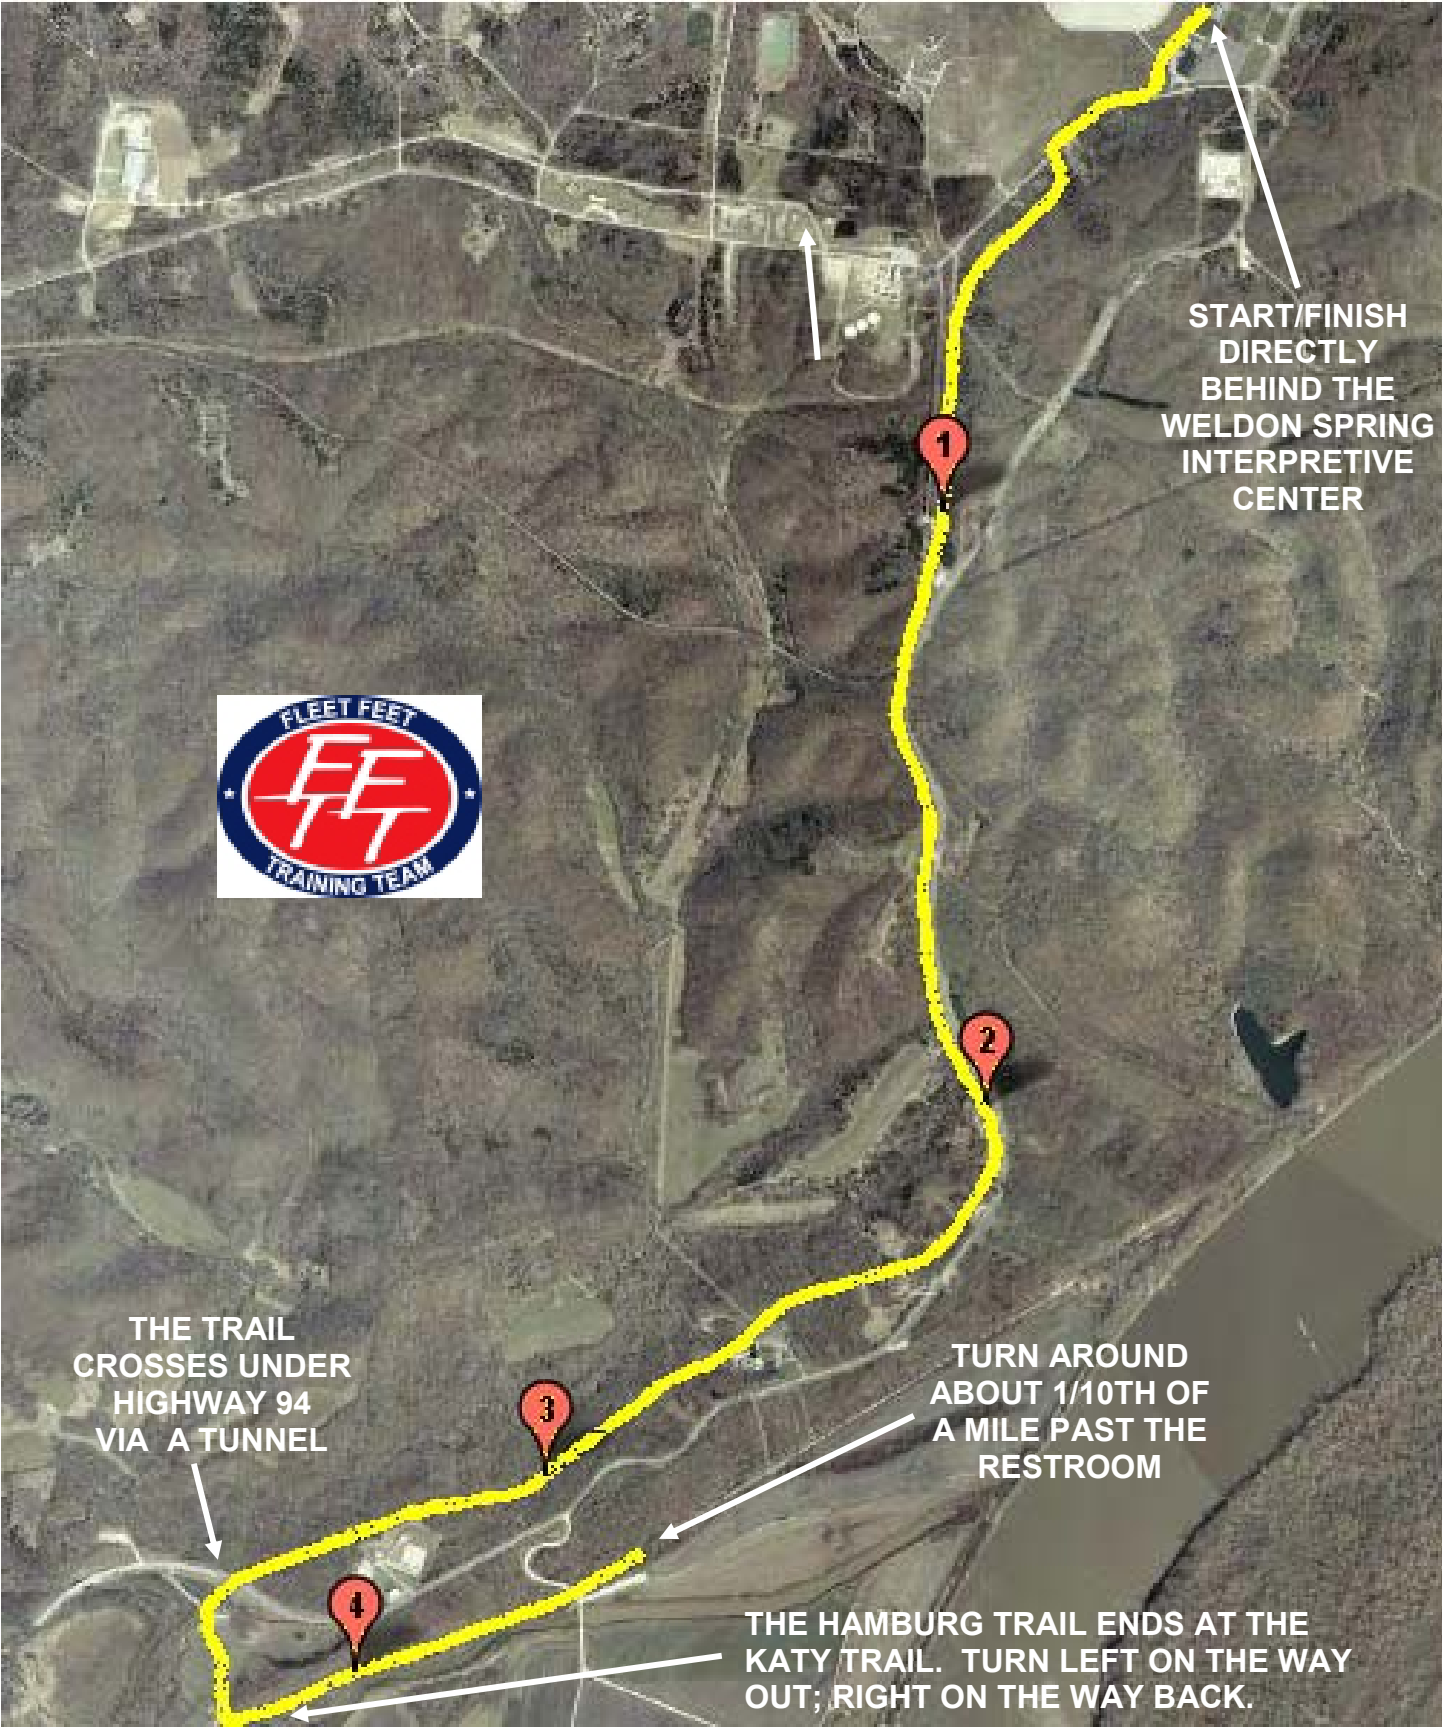 START/FINISH
DIRECTLY
BEHIND THE
WELDON SPRING
INTERPRETIVE
CENTER
1
FLEET FEET
FF
TT
TRAINING TEAM
2
THE TRAIL
CROSSES UNDER
HIGHWAY 94
VIA A TUNNEL
TURN AROUND
ABOUT 1/10TH OF
A MILE PAST THE
RESTROOM
3
4
THE HAMBURG TRAIL ENDS AT THE
KATY TRAIL. TURN LEFT ON THE WAY
OUT; RIGHT ON THE WAY BACK.